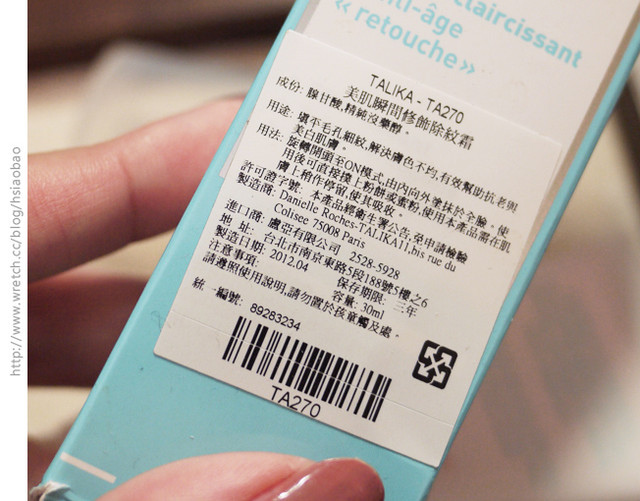 claircissant
nti-âge
« retouche »
TALIKA - TA270
美肌瞬間修飾除紋霜
成份: 腺甘酸,精純沒藥醇。
用途: 填平毛孔細紋,解決膚色不均,有效幫助抗老與
美白肌膚。
用法: 旋轉開頭至ON模式,由內向外塗抹於全臉。使
用後可直接撲上粉餅或蜜粉,使用本產品需在肌
膚上稍作停留,使其吸收。
許可證字號: 本產品經衛生署公告,免申請檢驗
製造商: Danielle Roches-TALIKA11,bis rue du
Colisee 75008 Paris
進口商: 盧亞有限公司 2528-5928
地 址: 台北市南京東路5段188號5樓之6
製造日期: 2012.04 保存期限: 三年
注意事項: 容量: 30ml
請遵照使用說明,請勿置於孩童觸及處。
統一編號: 89283234
TA270
http://www.wretch.cc/blog/hsiaobao